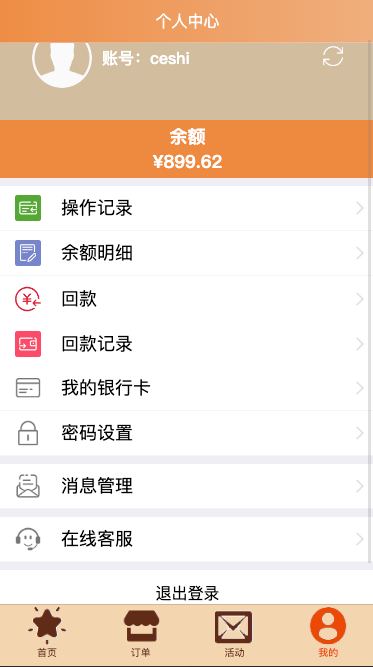 个人中心
账号：ceshi
余额
¥899.62
操作记录
余额明细
回款
回款记录
我的银行卡
密码设置
消息管理
在线客服
退出登录
首页 订单 活动 我的